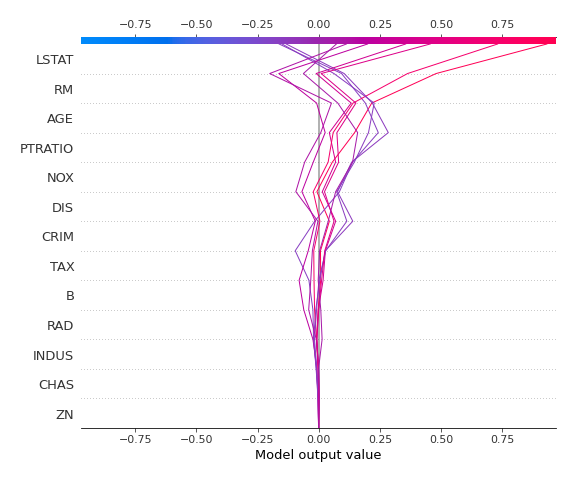 −0.75 −0.50 −0.25 0.00 0.25 0.50 0.75
LSTAT
RM
AGE
PTRATIO
NOX
DIS
CRIM
TAX
B
RAD
INDUS
CHAS
ZN
−0.75 −0.50 −0.25 0.00 0.25 0.50 0.75
Model output value